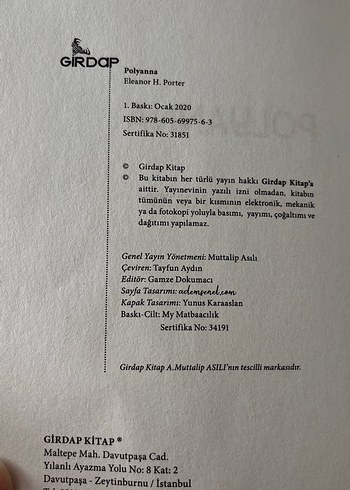 GİRDAP
Polyanna
Eleanor H. Porter
1. Baskı: Ocak 2020
ISBN: 978-605-69975-6-3
Sertifika No: 31851
© Girdap Kitap
© Bu kitabın her türlü yayın hakkı Girdap Kitap'a
aittir. Yayınevinin yazılı izni olmadan, kitabın
tümünün veya bir kısmının elektronik, mekanik
ya da fotokopi yoluyla basımı, yayımı, çoğaltımı ve
dağıtımı yapılamaz.
Genel Yayın Yönetmeni: Muttalip Asılı
Çeviren: Tayfun Aydın
Editör: Gamze Dokumacı
Sayfa Tasarımı: ademsenel.com
Kapak Tasarımı: Yunus Karaaslan
Baskı-Cilt: My Matbaacılık
Sertifika No: 34191
Girdap Kitap A.Muttalip ASILI'nın tescilli markasıdır.
GİRDAP KİTAP ®
Maltepe Mah. Davutpaşa Cad.
Yılanlı Ayazma Yolu No: 8 Kat: 2
Davutpaşa - Zeytinburnu / İstanbul